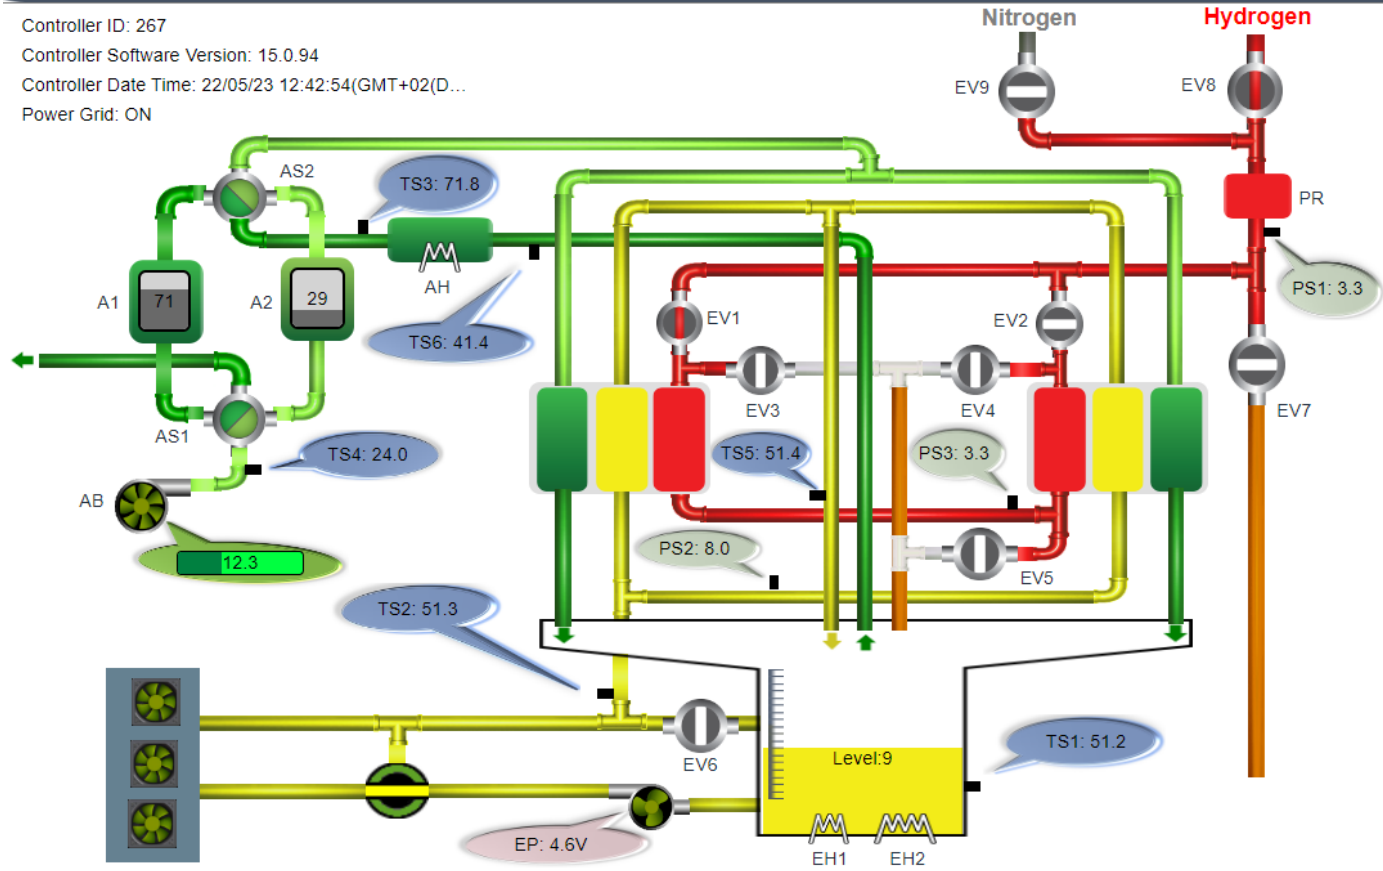 Nitrogen
Hydrogen
Controller ID: 267
Controller Software Version: 15.0.94
Controller Date Time: 22/05/23 12:42:54(GMT+02(D...
Power Grid: ON
EV9
EV8
AS2
TS3: 71.8
PR
AH
A1
71
A2
29
PS1: 3.3
TS6: 41.4
EV1
EV2
EV3
EV4
EV7
AS1
TS4: 24.0
TS5: 51.4
PS3: 3.3
AB
12.3
PS2: 8.0
EV5
TS2: 51.3
TS1: 51.2
EV6
Level:9
EP: 4.6V
EH1
EH2